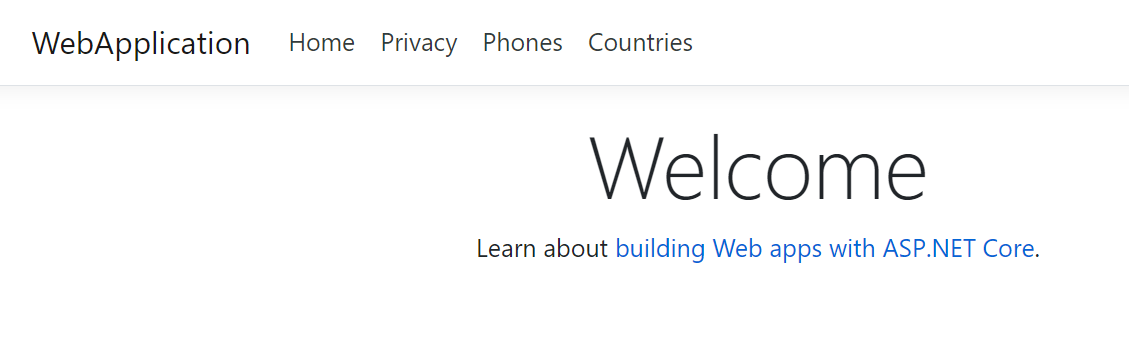 WebApplication Home Privacy Phones Countries
Welcome
Learn about building Web apps with ASP.NET Core.